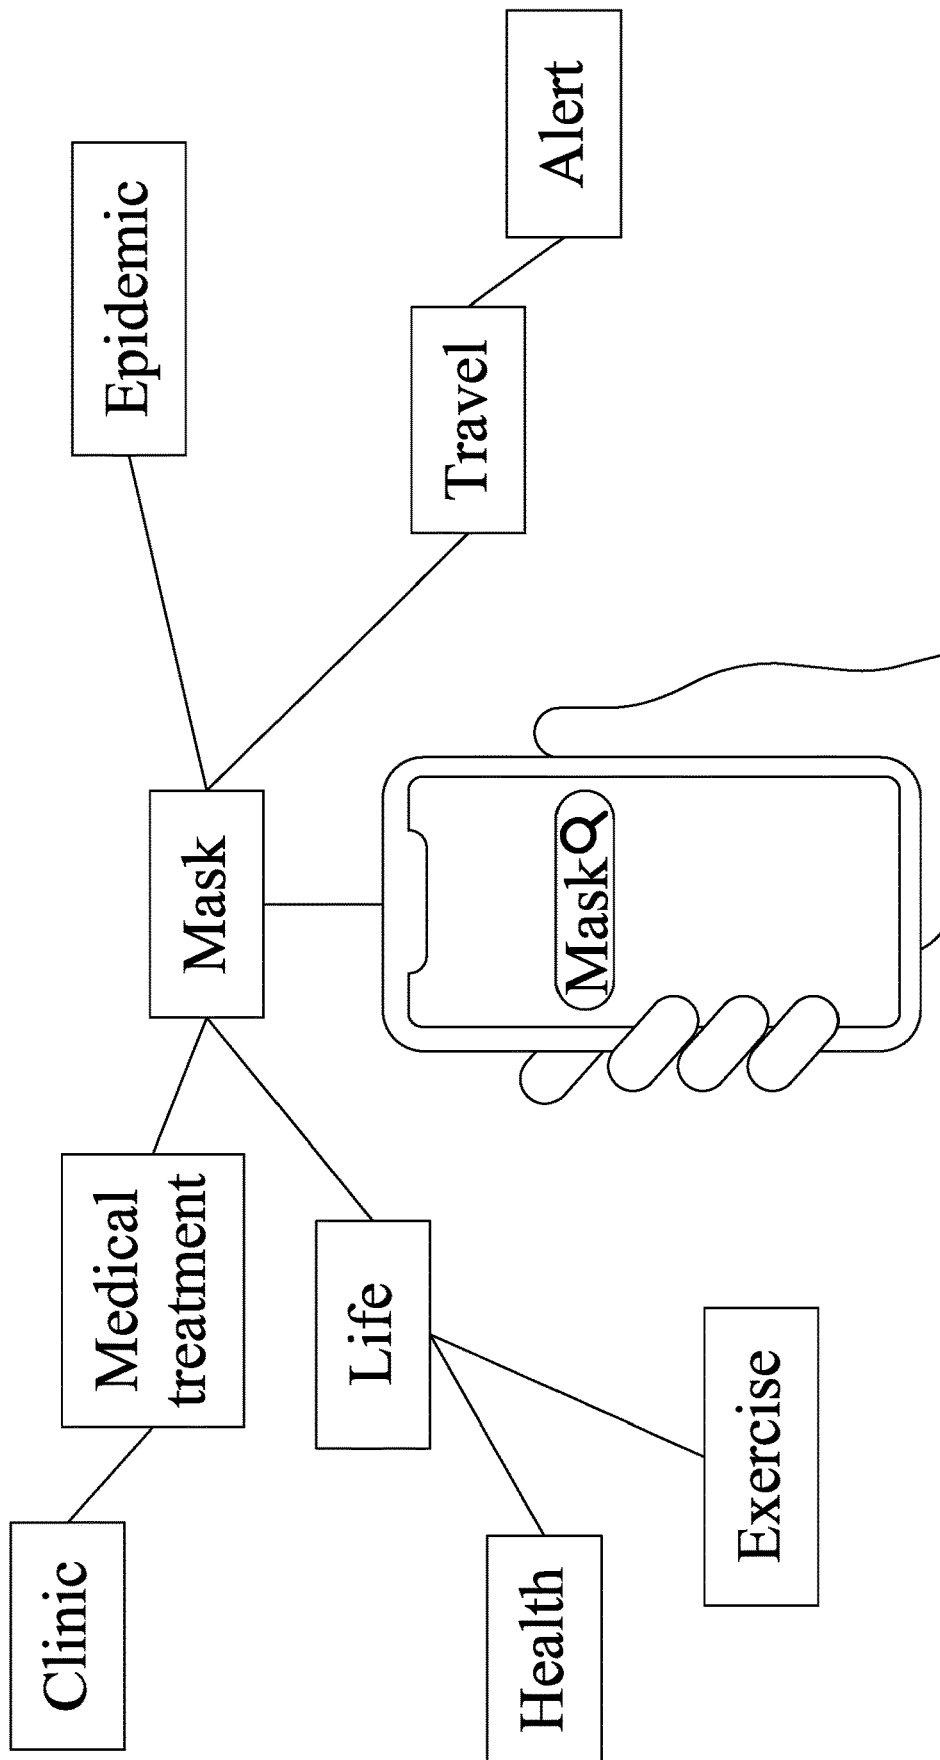 Clinic
Medical
treatment
Mask
Epidemic
Life
Travel
Alert
Health
Mask
Exercise